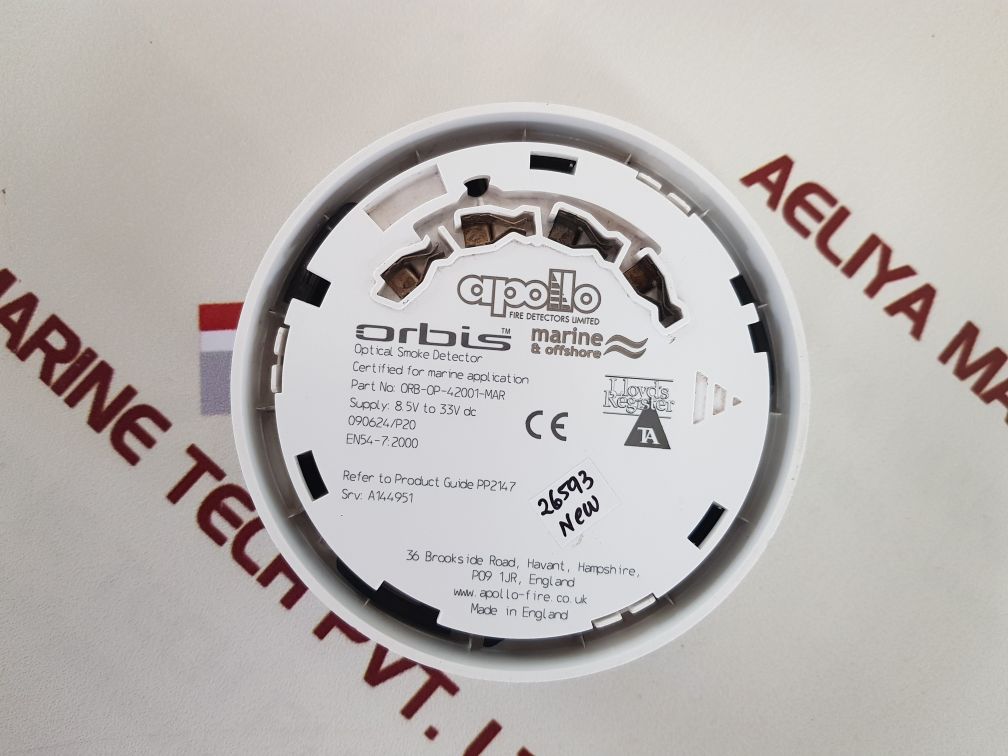 AELIYA MA
MARINE TECH PVT. L
apollo
FIRE DETECTORS LIMITED
orbis™
marine
& offshore
Optical Smoke Detector
Certified for marine application
Part No: ORB-OP-42001-MAR
Supply: 8.5V to 33V dc
090624/P20
EN54-7:2000
CE
Lloyd's
Register
TA
Refer to Product Guide PP2147
Srv: A144951
26593
New
36 Brookside Road, Havant, Hampshire,
PO9 1JR, England
www.apollo-fire.co.uk
Made in England